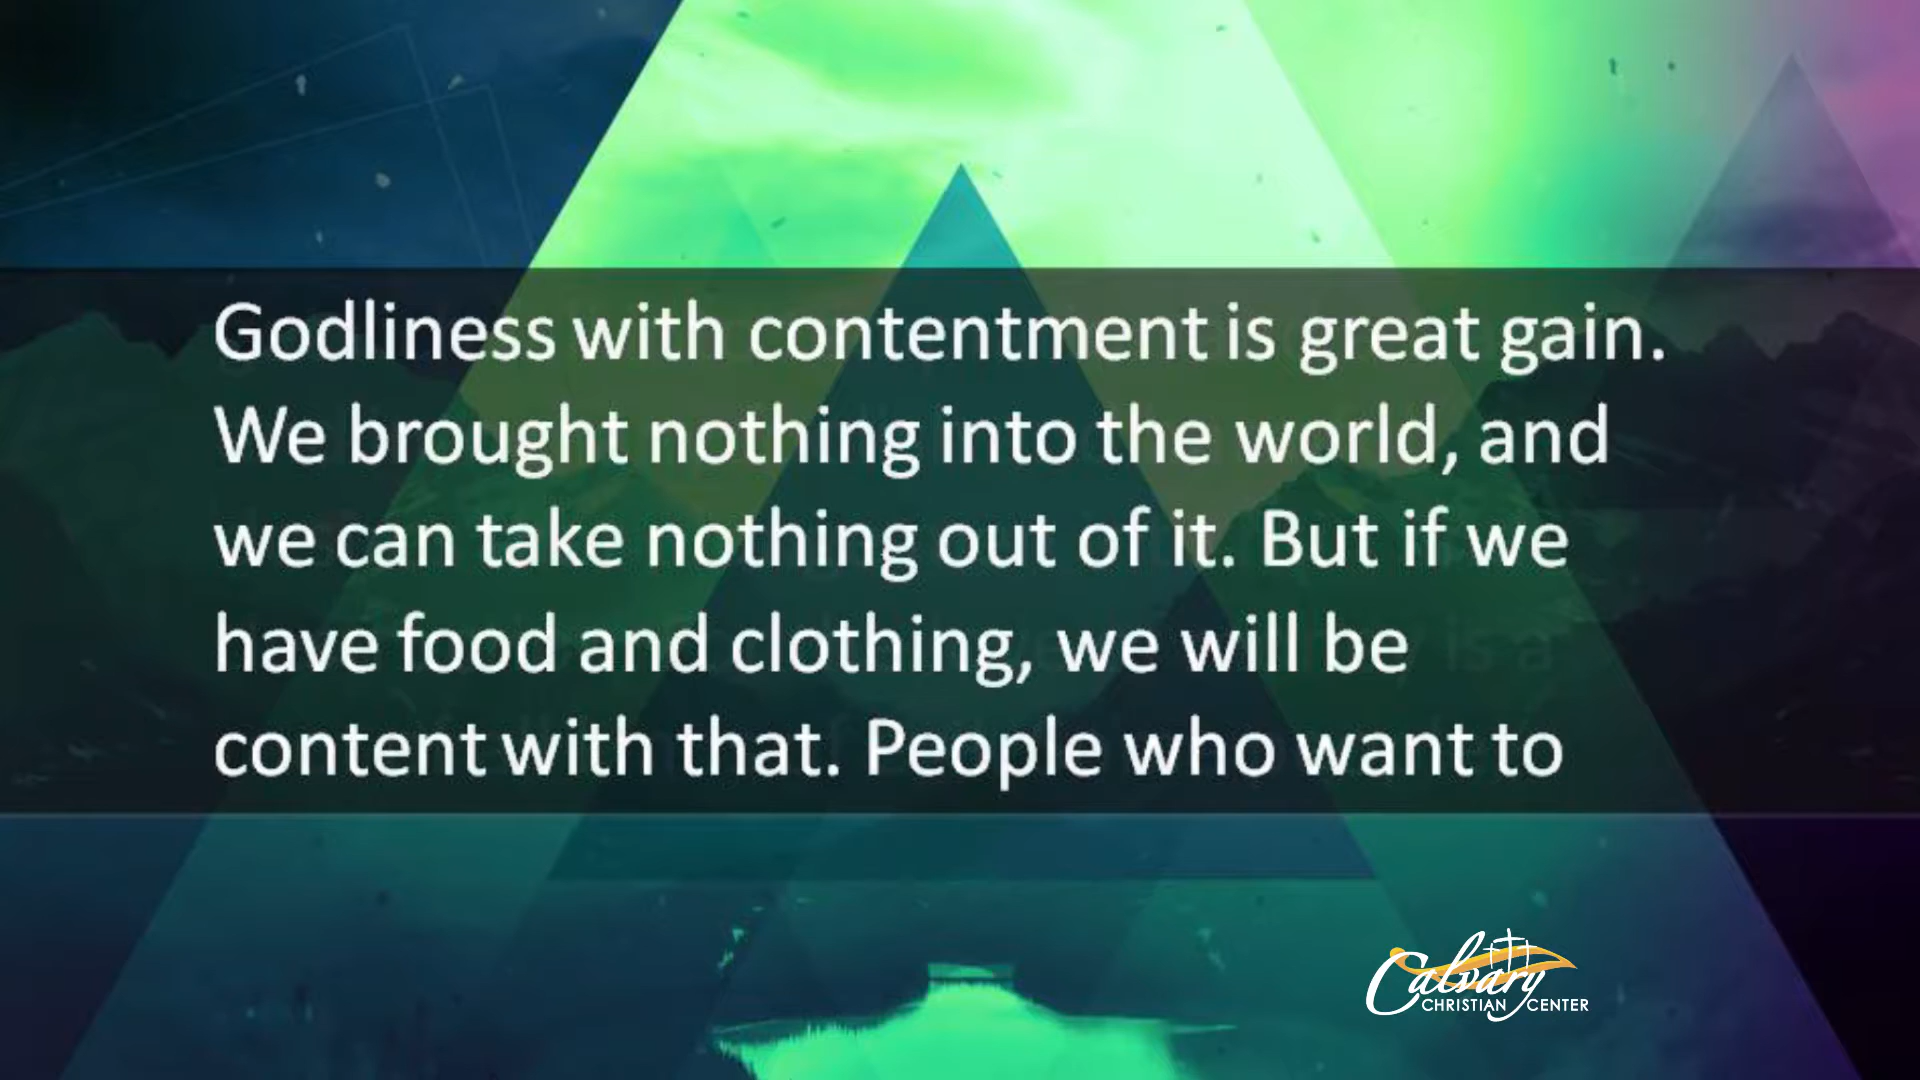 Godliness with contentment is great gain.
We brought nothing into the world, and
we can take nothing out of it. But if we
have food and clothing, we will be
content with that. People who want to
Calvary
CHRISTIAN CENTER